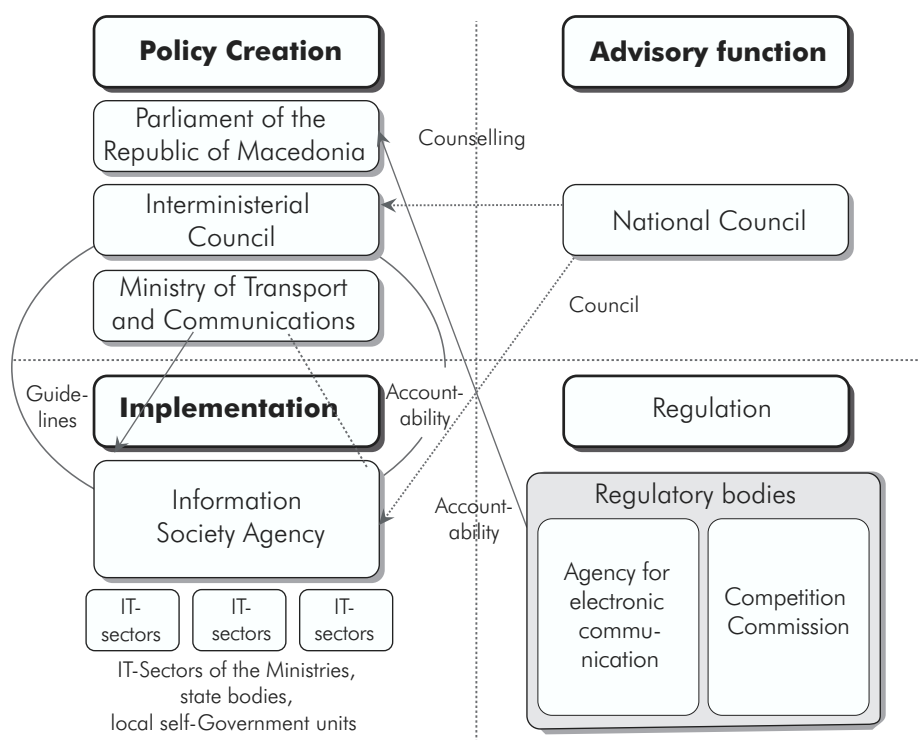 Policy Creation
Advisory function
Parliament of the
Republic of Macedonia
Counselling
Interministerial
Council
National Council
Ministry of Transport
and Communications
Council
Guide-
lines
Implementation
Account-
ability
Regulation
Information
Society Agency
Account-
ability
Regulatory bodies
Agency for
electronic
commu-
nication
Competition
Commission
IT-
sectors
IT-
sectors
IT-
sectors
IT-Sectors of the Ministries,
state bodies,
local self-Government units